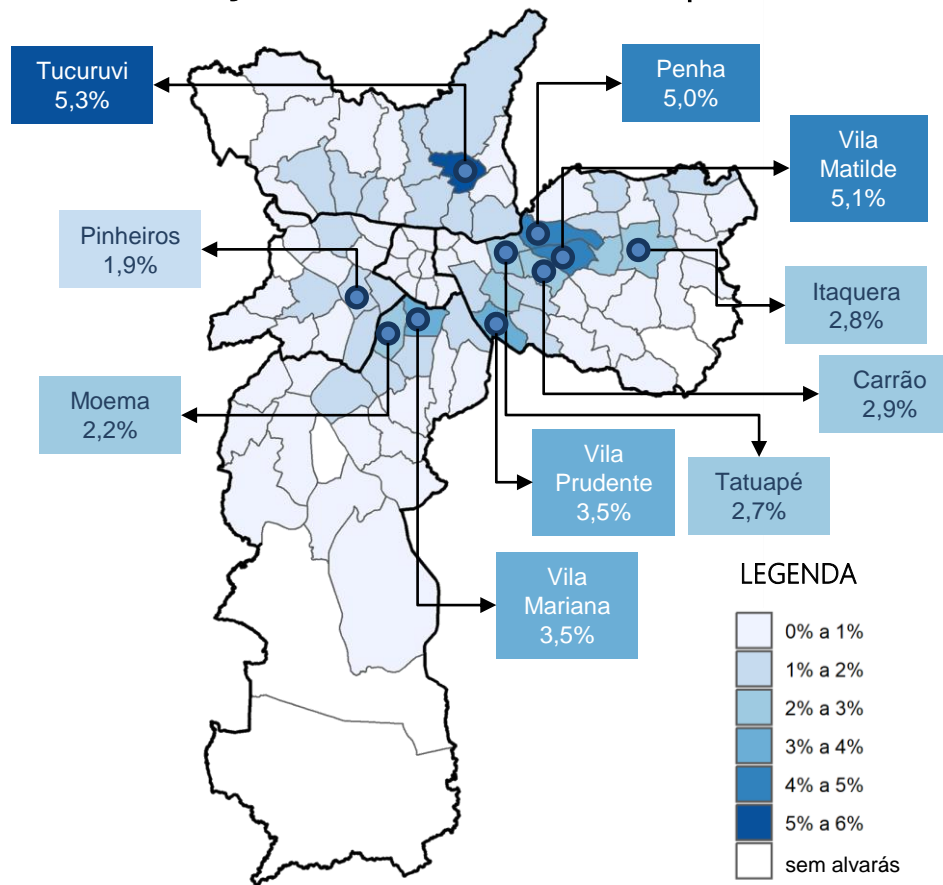 Tucuruvi
5,3%
Penha
5,0%
Vila
Matilde
5,1%
Pinheiros
1,9%
Itaquera
2,8%
Moema
2,2%
Carrão
2,9%
Vila
Prudente
3,5%
Tatuapé
2,7%
Vila
Mariana
3,5%
LEGENDA
0% a 1%
1% a 2%
2% a 3%
3% a 4%
4% a 5%
5% a 6%
sem alvarás